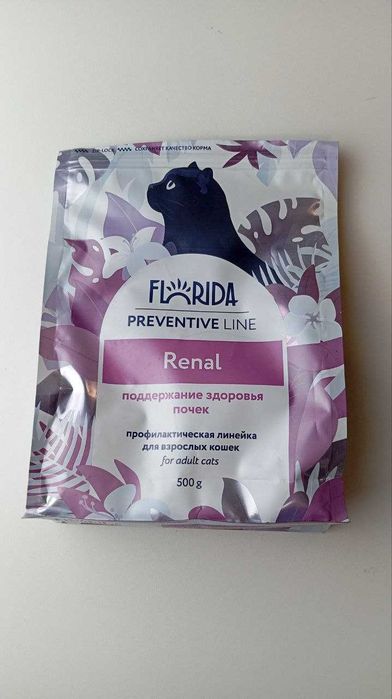 ZIP-LOCK СОХРАНЯЕТ КАЧЕСТВО КОРМА
FLORIDA
PREVENTIVE LINE
Renal
поддержание здоровья
почек
профилактическая линейка
для взрослых кошек
for adult cats
500 g